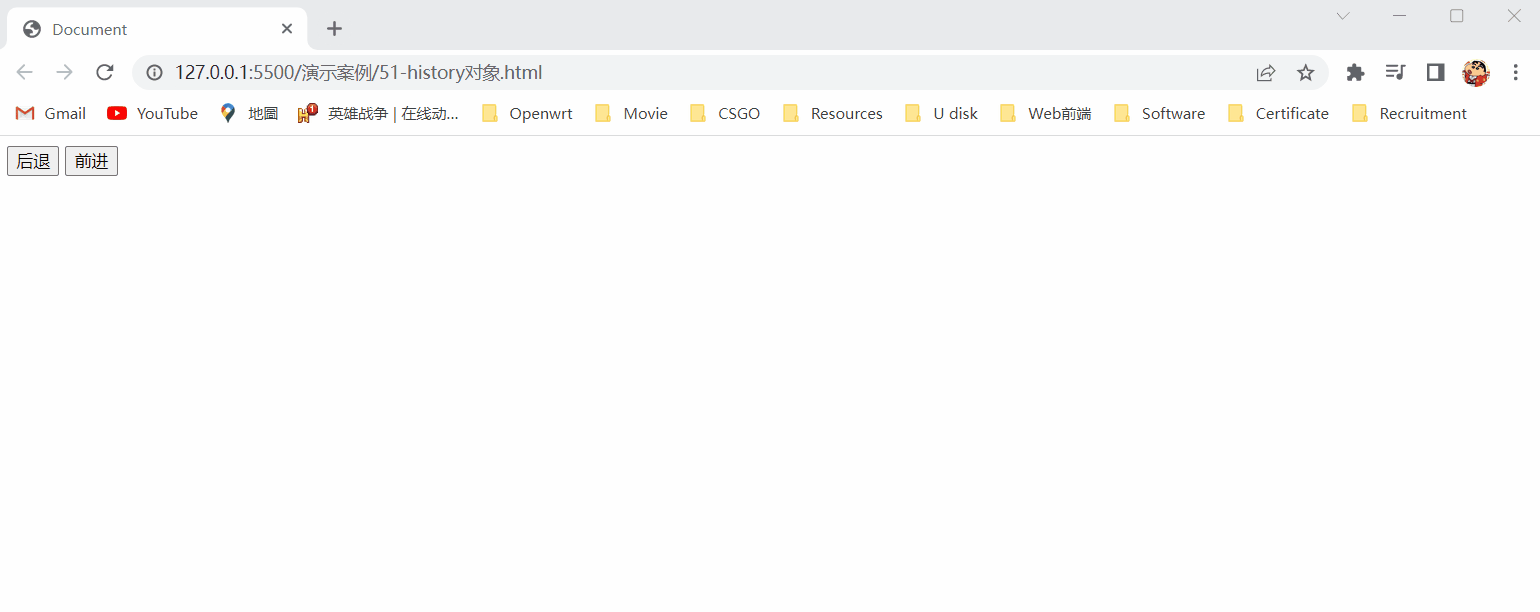 Document
127.0.0.1:5500/演示案例/51-history对象.html
Gmail YouTube 地圖 1 英雄战争 | 在线动... Openwrt Movie CSGO Resources U disk Web前端 Software Certificate Recruitment
后退 前进